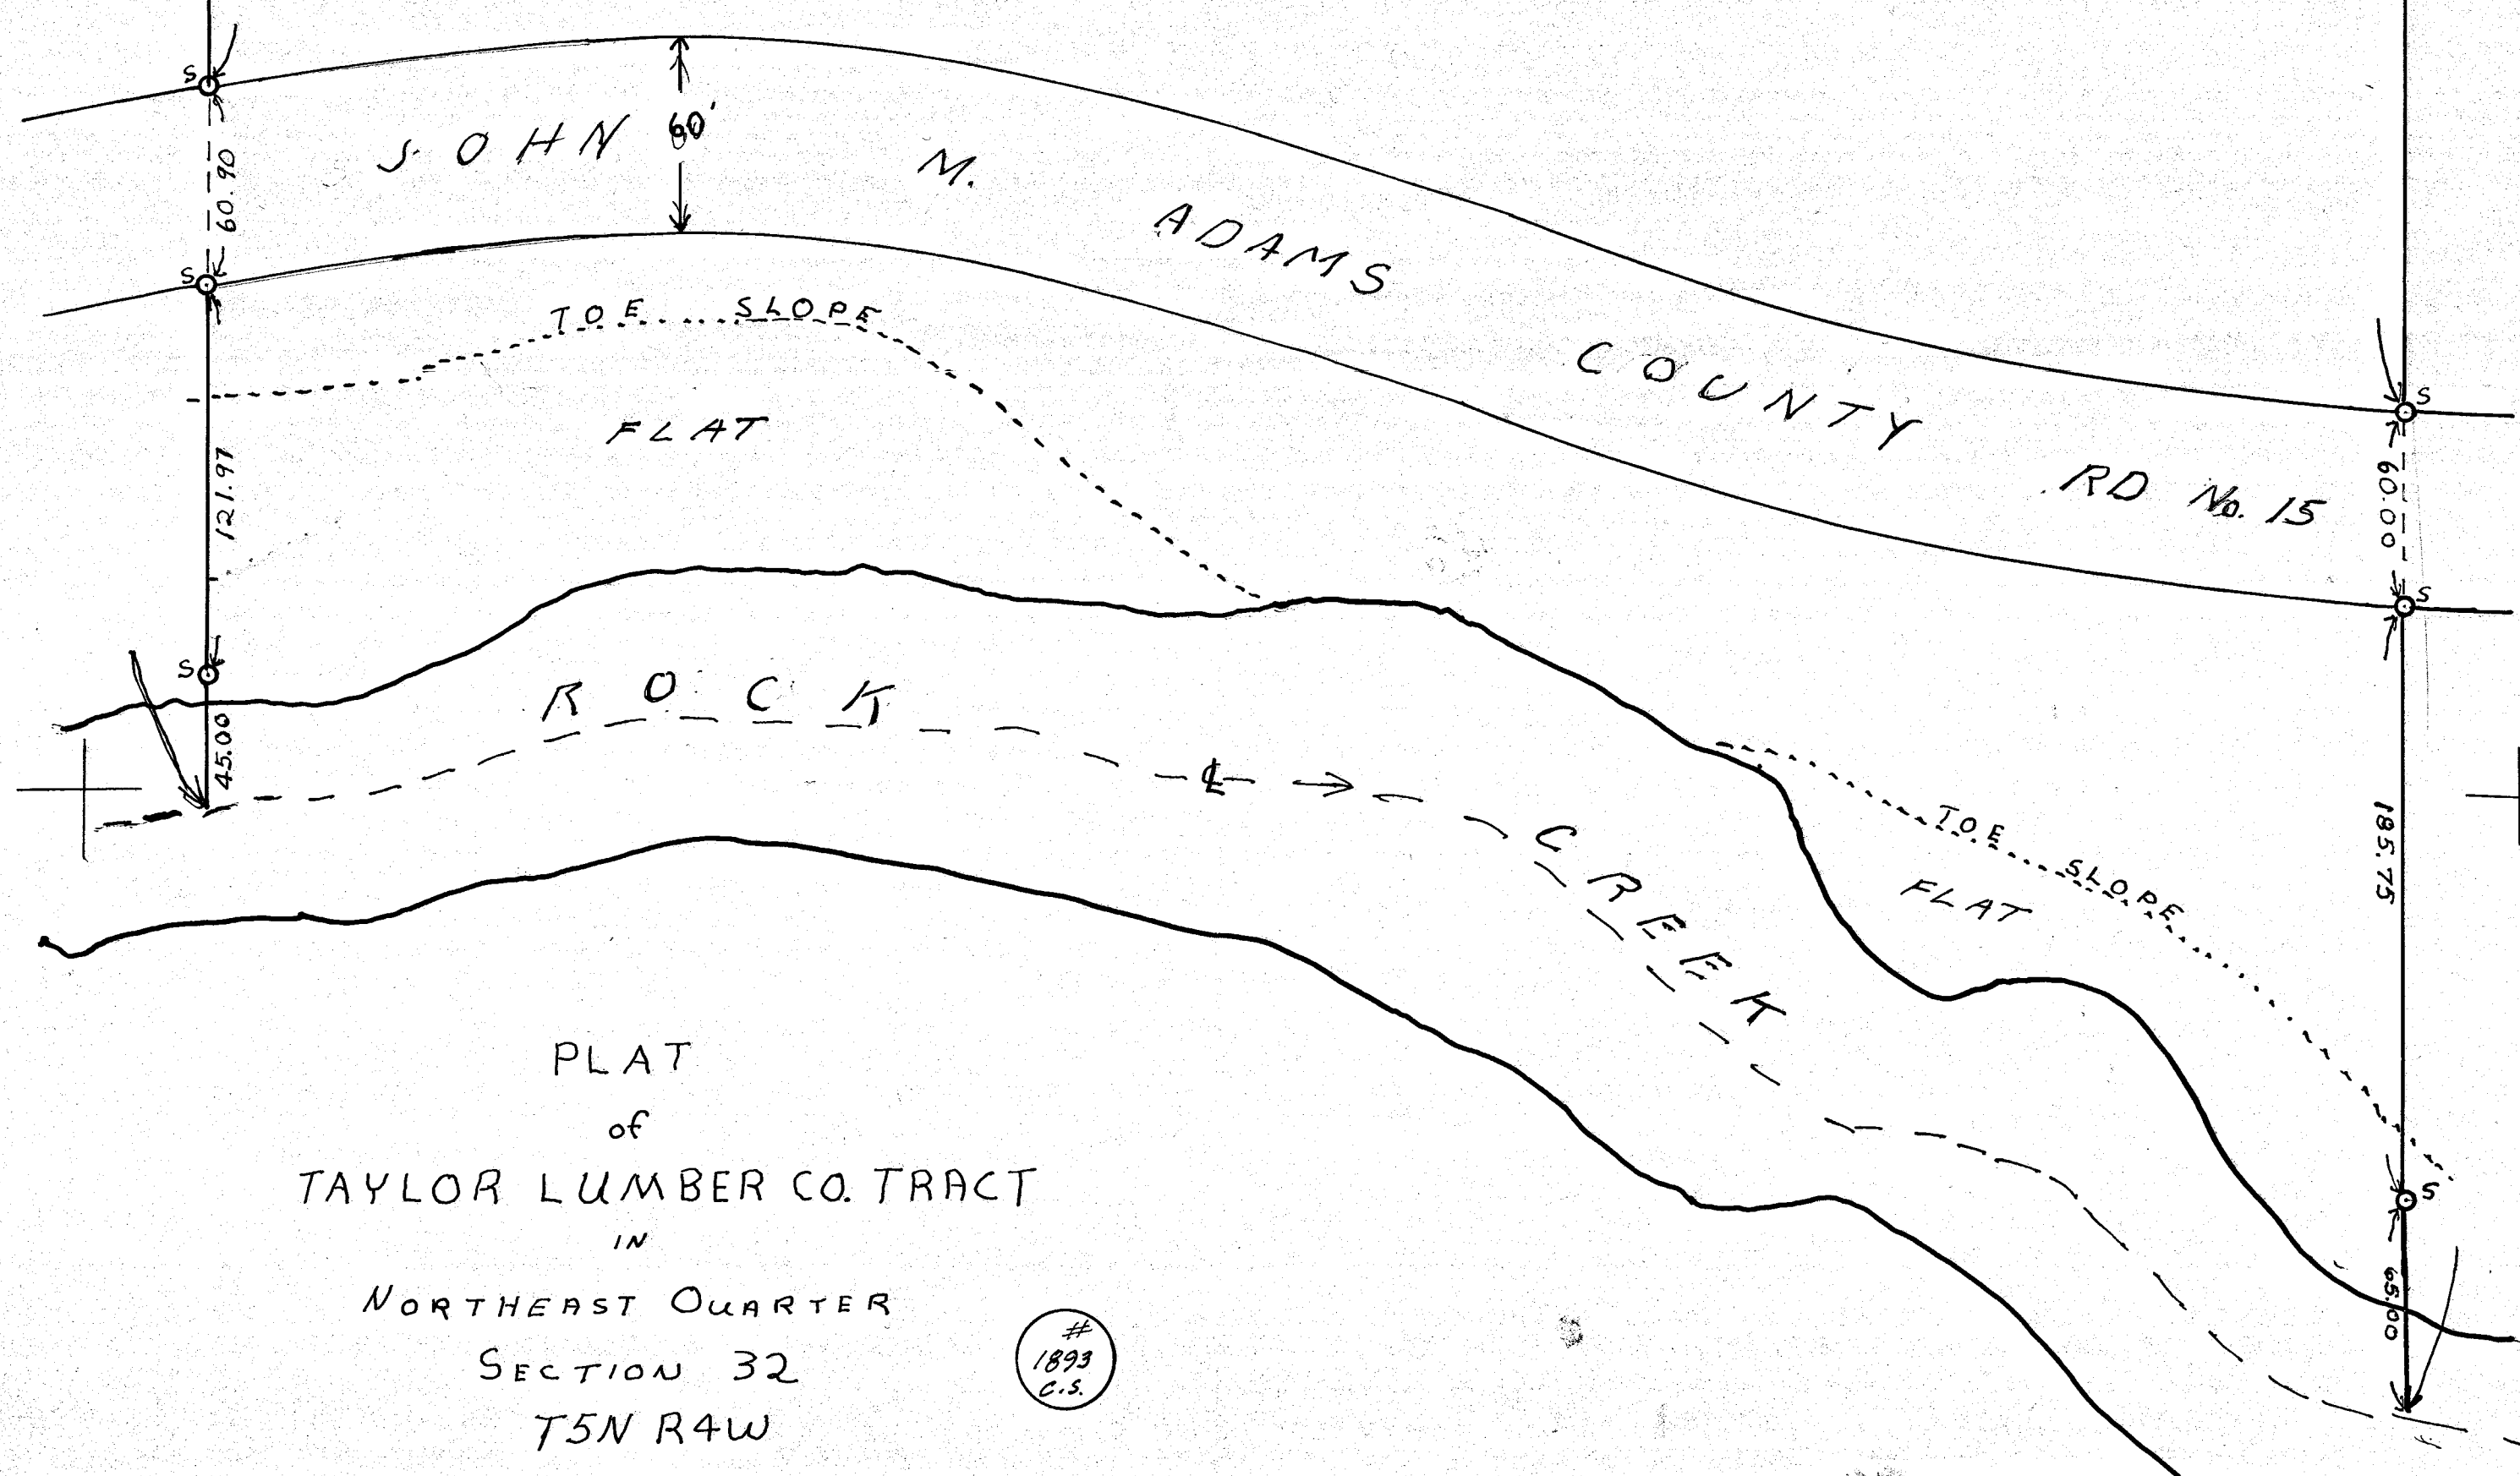 S
60.90
S
JOHN M. ADAMS COUNTY RD No. 15
60'
TOE SLOPE
FLAT
121.97
S
45.00
ROCK CREEK
℄
S
60.00
S
TOE SLOPE
FLAT
185.75
S
65.00
PLAT
of
TAYLOR LUMBER CO. TRACT
IN
NORTHEAST QUARTER
SECTION 32
T5N R4W
#
1893
C.S.